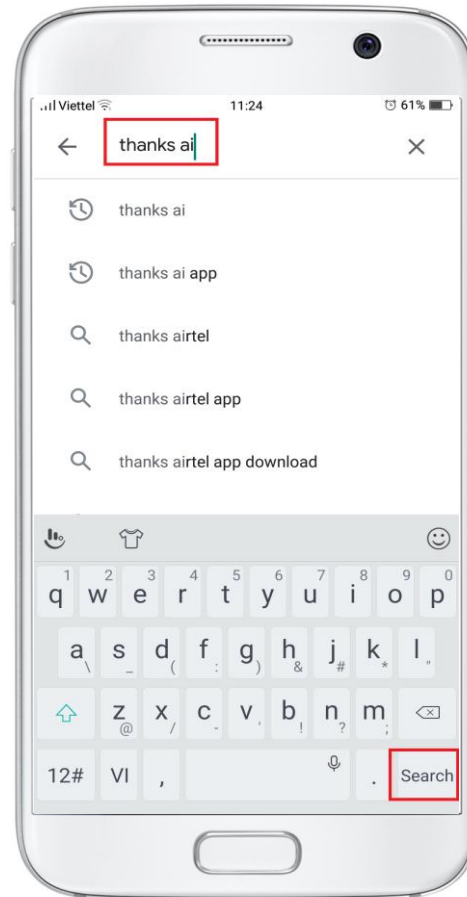 Viettel 11:24 61%
thanks ai
thanks ai
thanks ai app
thanks airtel
thanks airtel app
thanks airtel app download
1 2 3 4 5 6 7 8 9 0
q w e r t y u i o p
a s d f g h j k l
\ _ ( : ) & # * "
z x c v b n m
@ / - ' ! ? ;
12# VI , . Search